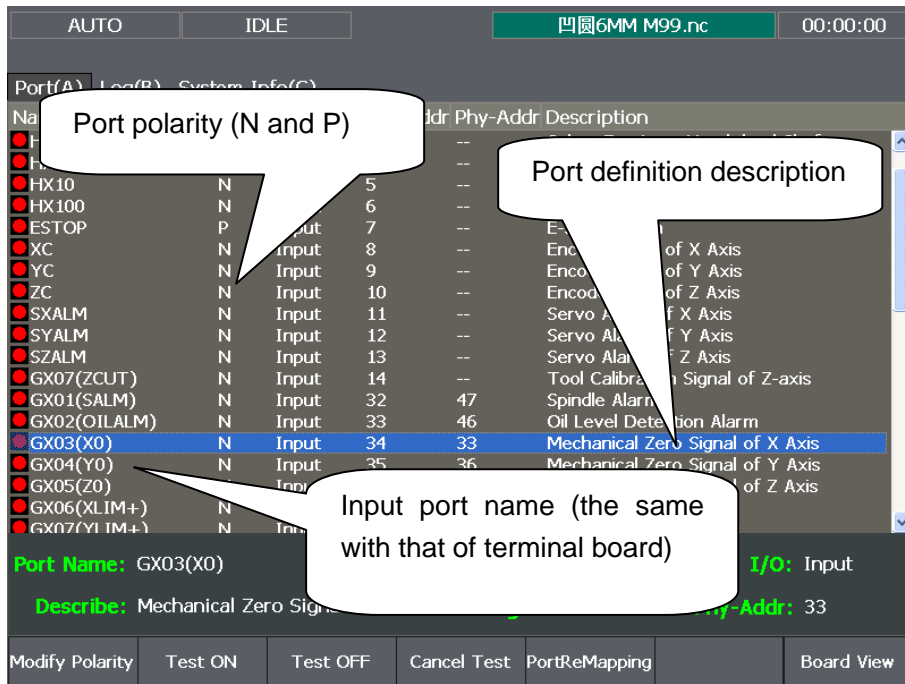 AUTO IDLE 凹圆6MM M99.nc 00:00:00
Port(A) Log(B) System Info(C)
Port polarity (N and P)
ddr Phy-Addr Description
--
Port definition description
--
HX10 N 5 --
HX100 N 6 --
ESTOP P 7 --
XC N Input 8 -- of X Axis
YC N Input 9 -- of Y Axis
ZC N Input 10 -- Encod of Z Axis
SXALM N Input 11 -- Servo X Axis
SYALM N Input 12 -- Servo Y Axis
SZALM N Input 13 -- Servo Alar Z Axis
GX07(ZCUT) N Input 14 -- Tool Calibra Signal of Z-axis
GX01(SALM) N Input 32 47 Spindle Alarm
GX02(OILALM) N Input 33 46 Oil Level Detection Alarm
GX03(X0) N Input 34 33 Mechanical Zero Signal of X Axis
GX04(Y0) N Input 35 36 Mechanical Zero Signal of Y Axis
GX05(Z0) N of Z Axis
GX06(XLIM+) N
GX07(YLIM+) N
Input port name (the same
with that of terminal board)
Port Name: GX03(X0) I/O: Input
Describe: Mechanical Zero Phy-Addr: 33
Modify Polarity Test ON Test OFF Cancel Test PortReMapping Board View